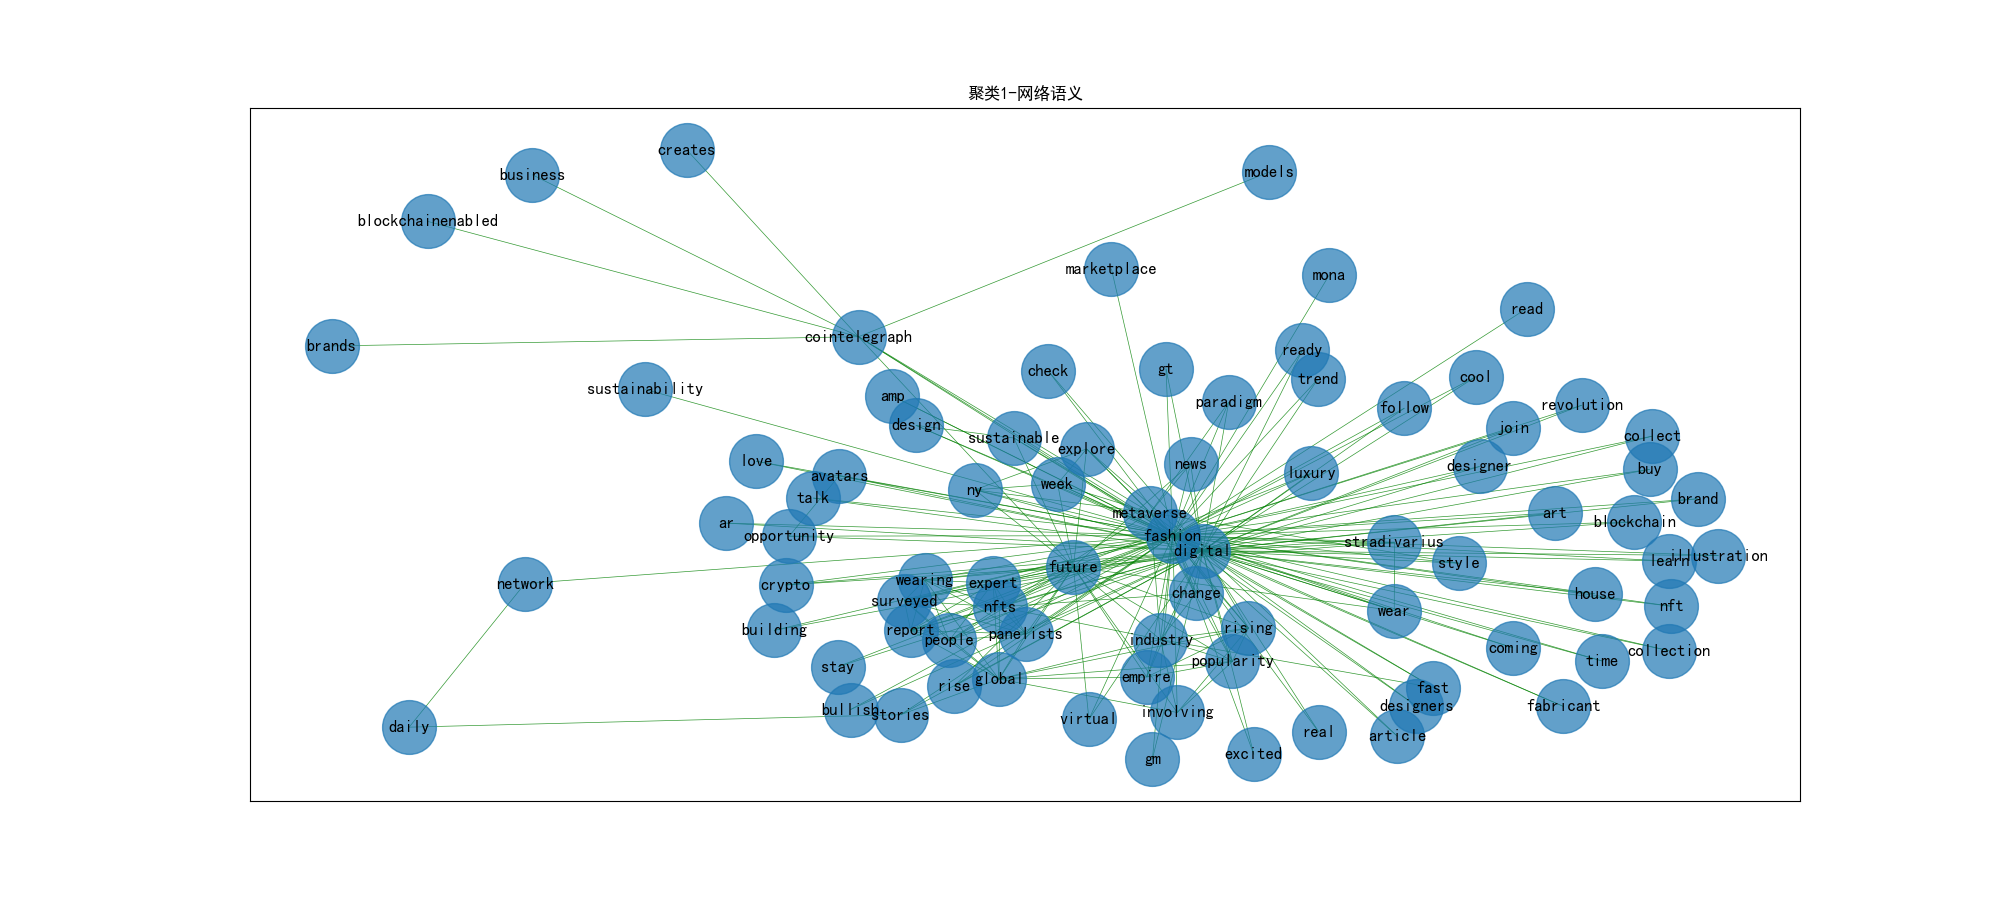 聚类1-网络语义
creates
business
models
blockchainenabled
marketplace
mona
read
cointelegraph
brands
ready
check
gt
trend
cool
sustainability
amp
paradigm
follow
revolution
design
join
collect
sustainable
explore
love
news
designer
buy
avatars
luxury
week
ny
talk
brand
metaverse
art
ar
blockchain
opportunity
fashion
stradivarius
digital
illustration
learn
style
future
network
crypto
wearing
expert
change
house
surveyed
nfts
nft
wear
building
report
people
panelists
industry
rising
coming
collection
time
popularity
stay
empire
global
rise
fast
bullish
stories
involving
designers
fabricant
virtual
daily
real
article
excited
gm